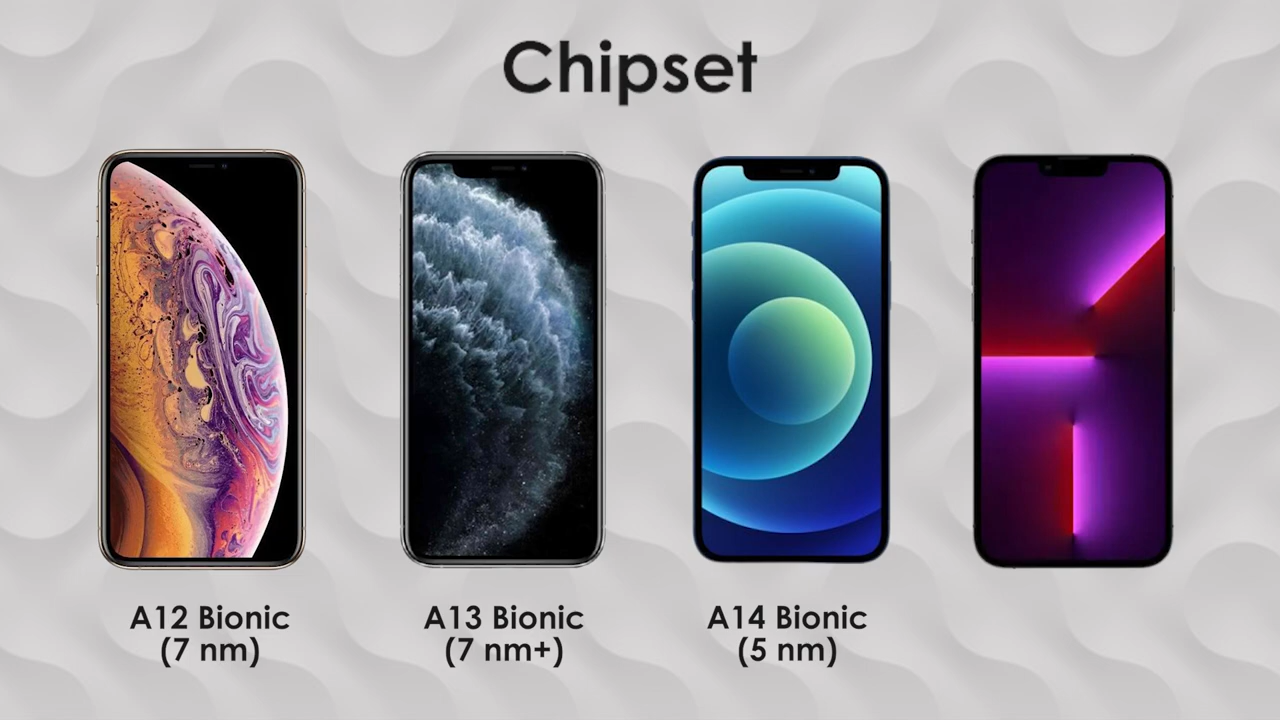 Chipset
A12 Bionic
(7 nm)
A13 Bionic
(7 nm+)
A14 Bionic
(5 nm)